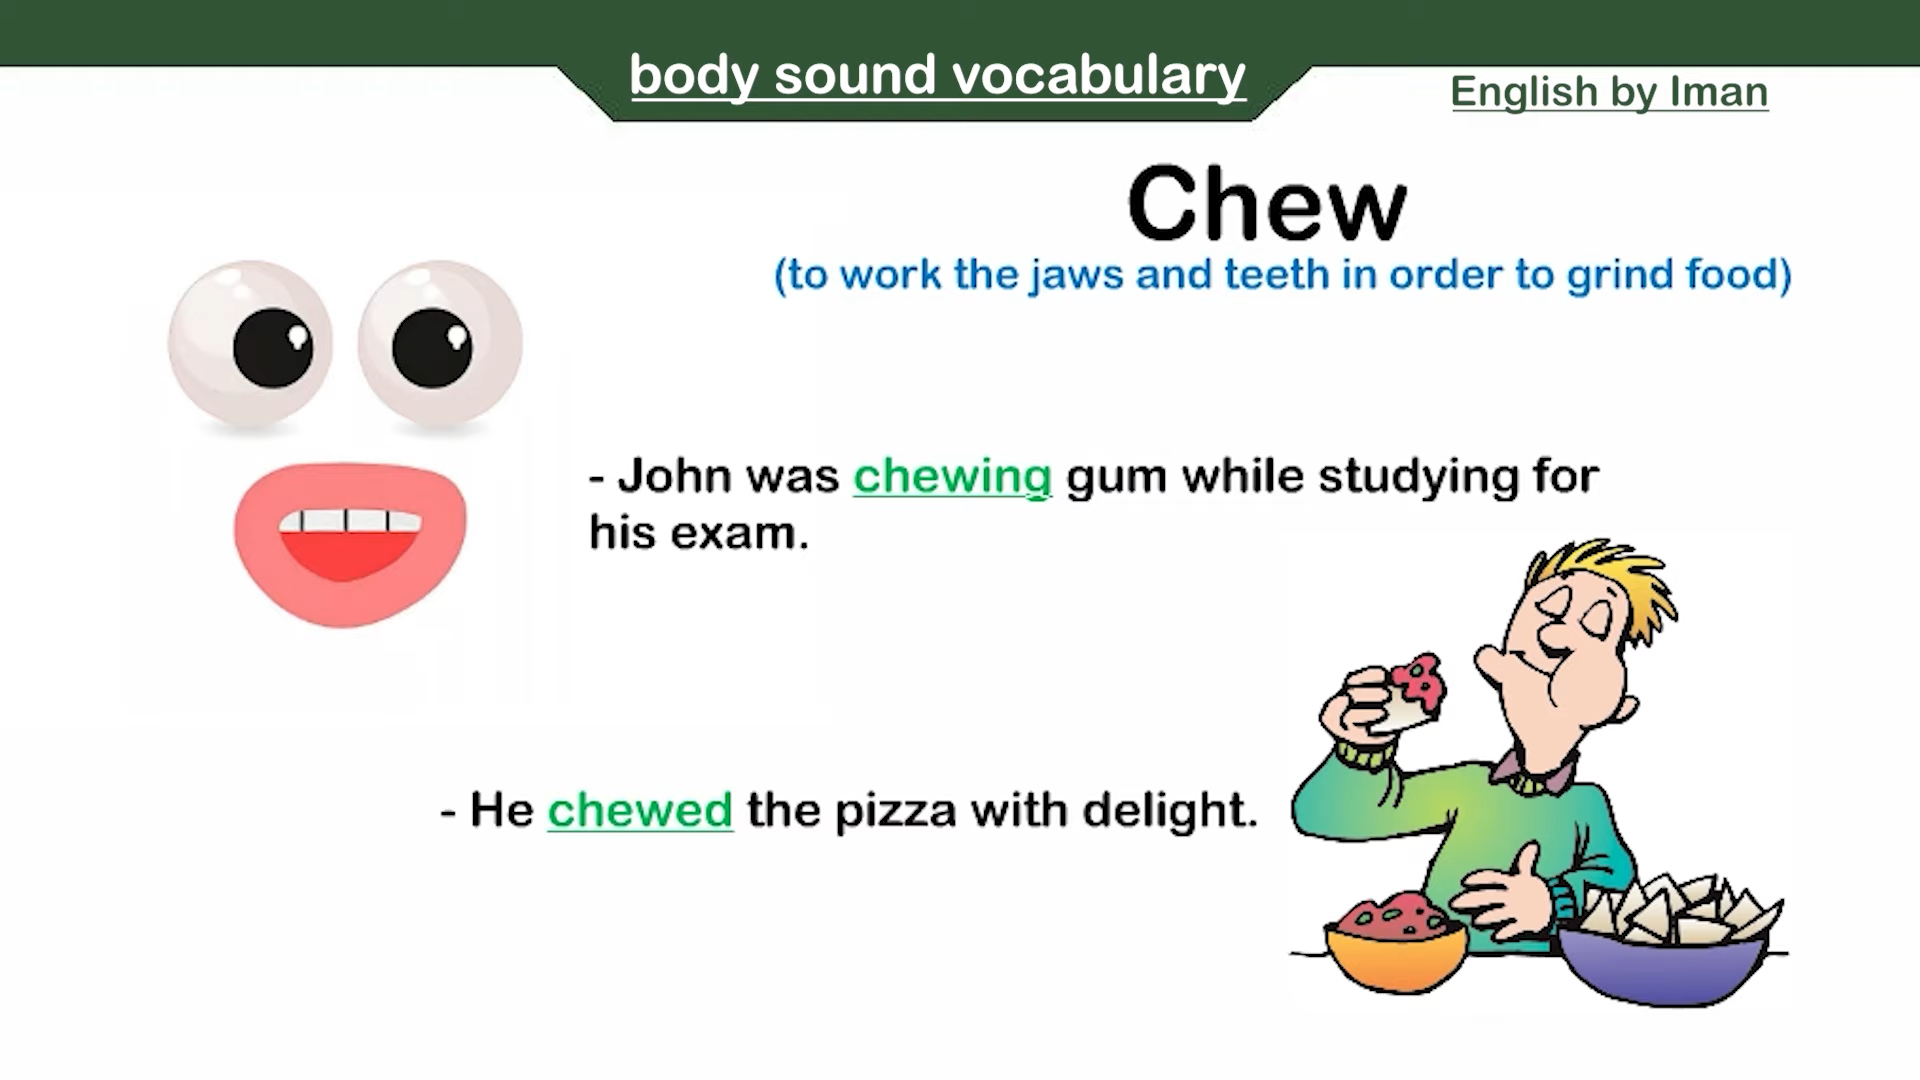 body sound vocabulary
English by Iman
Chew
(to work the jaws and teeth in order to grind food)
- John was chewing gum while studying for
his exam.
- He chewed the pizza with delight.